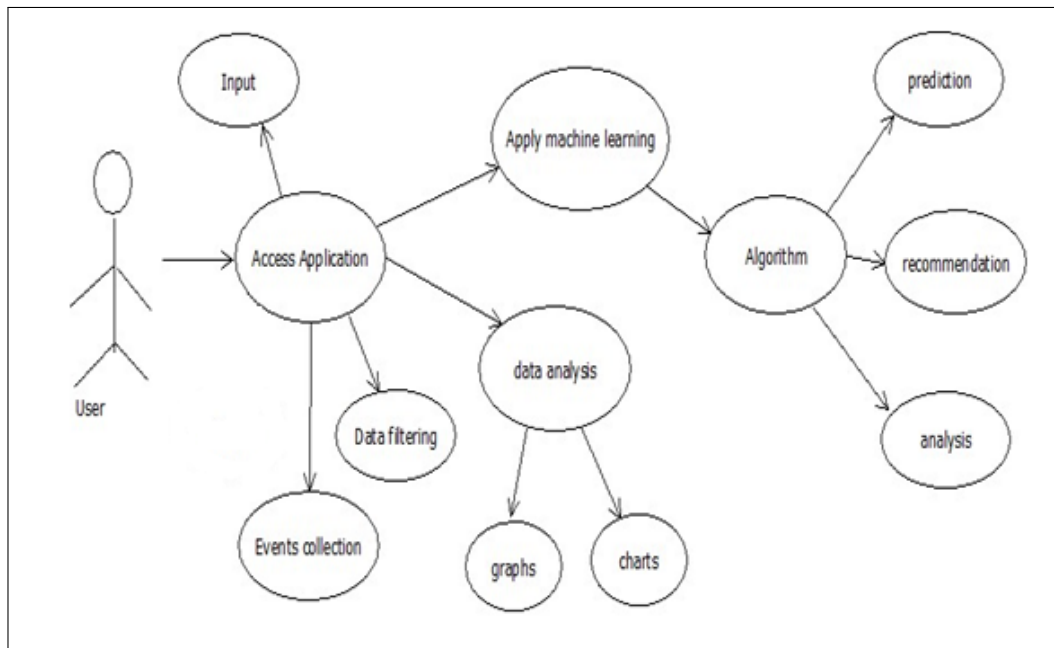 Input
Apply machine learning
prediction
Access Application
Algorithm
recommendation
data analysis
User
Data filtering
analysis
Events collection
graphs
charts